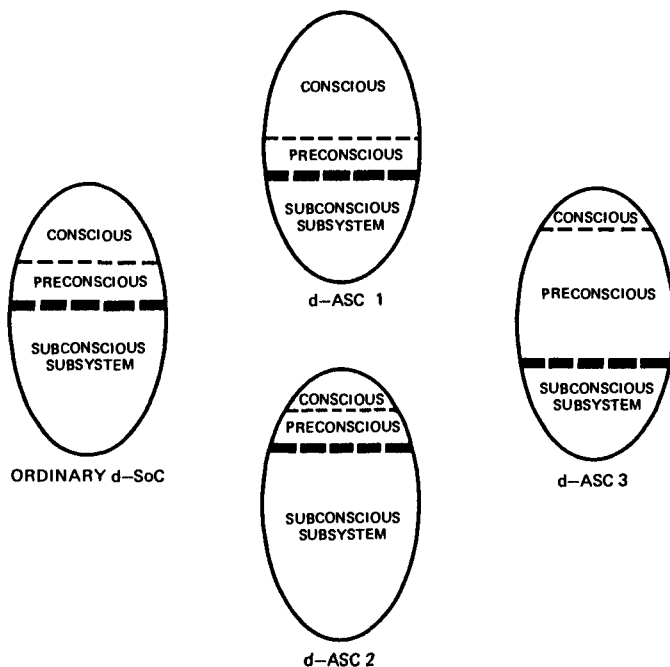 CONSCIOUS
PRECONSCIOUS
SUBCONSCIOUS
SUBSYSTEM
ORDINARY d–SoC
CONSCIOUS
PRECONSCIOUS
SUBCONSCIOUS
SUBSYSTEM
d–ASC 1
CONSCIOUS
PRECONSCIOUS
SUBCONSCIOUS
SUBSYSTEM
d–ASC 2
CONSCIOUS
PRECONSCIOUS
SUBCONSCIOUS
SUBSYSTEM
d–ASC 3